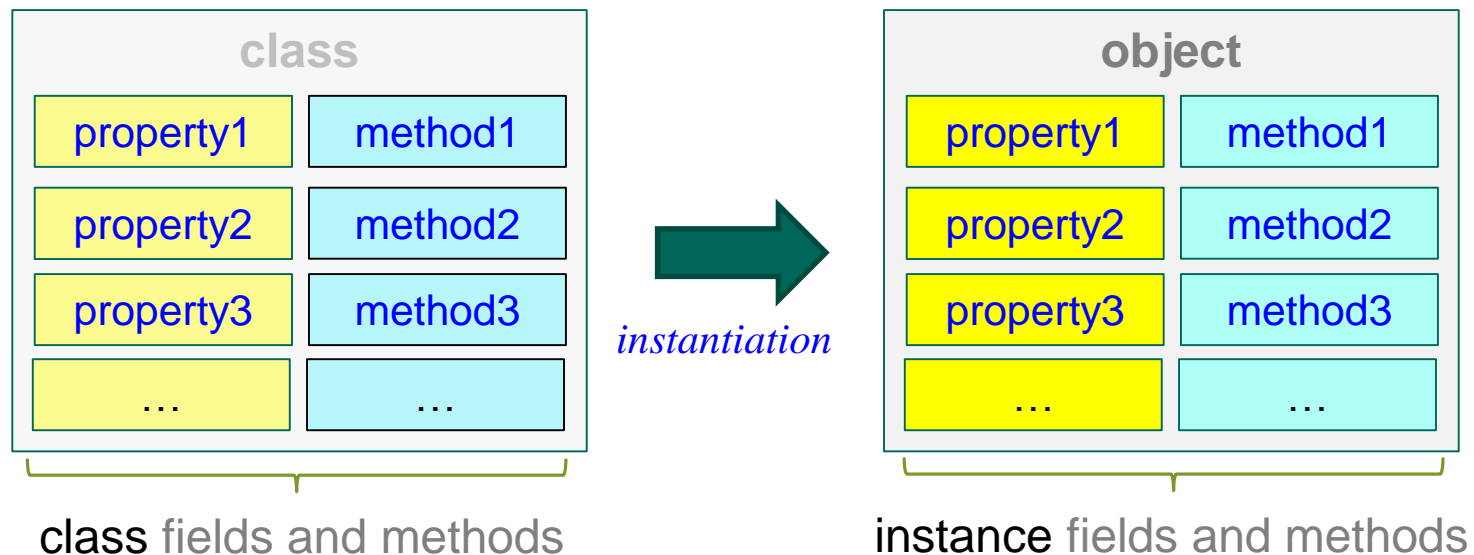 class
property1 method1
property2 method2
property3 method3
… …
class fields and methods
instantiation
object
property1 method1
property2 method2
property3 method3
… …
instance fields and methods